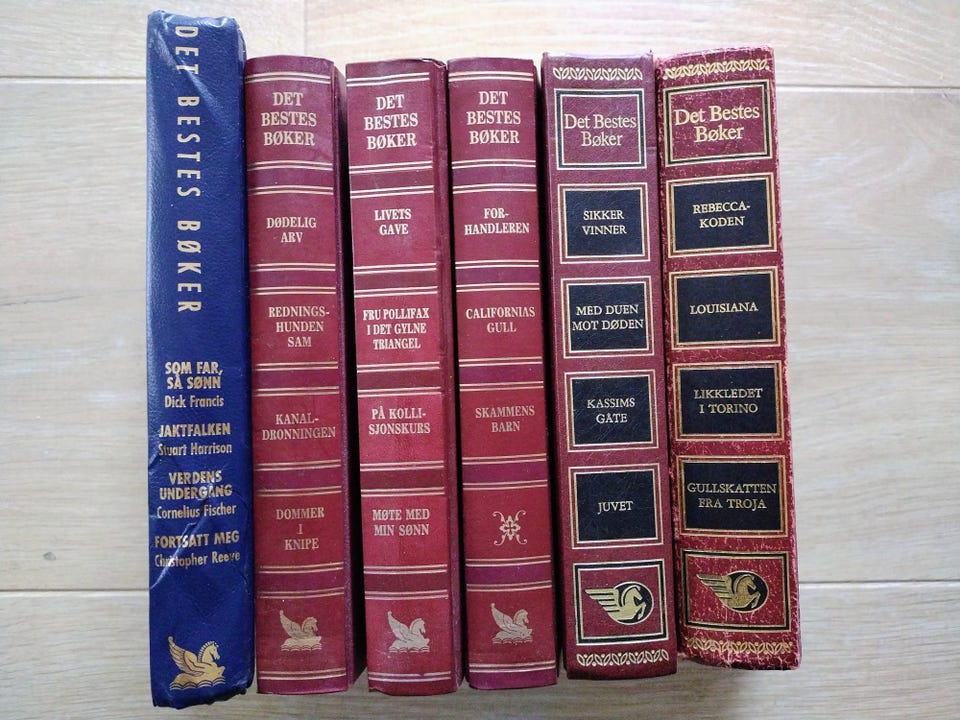 DET BESTES BØKER
SOM FAR,
SÅ SØNN
Dick Francis
JAKTFALKEN
Stuart Harrison
VERDENS
UNDERGANG
Cornelius Fischer
FORTSATT MEG
Christopher Reeve
DET
BESTES
BØKER
DØDELIG
ARV
REDNINGS-
HUNDEN
SAM
KANAL-
DRONNINGEN
DOMMER
I
KNIPE
DET
BESTES
BØKER
LIVETS
GAVE
FRU POLLIFAX
I DET GYLNE
TRIANGEL
PÅ KOLLI-
SJONSKURS
MØTE MED
MIN SØNN
DET
BESTES
BØKER
FOR-
HANDLEREN
CALIFORNIAS
GULL
SKAMMENS
BARN
Det Bestes
Bøker
SIKKER
VINNER
MED DUEN
MOT DØDEN
KASSIMS
GÅTE
JUVET
Det Bestes
Bøker
REBECCA-
KODEN
LOUISIANA
LIKKLEDET
I TORINO
GULLSKATTEN
FRA TROJA